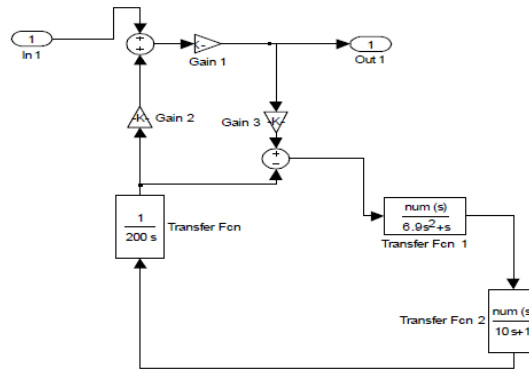 1
In 1
+
+
K-
Gain 1
1
Out 1
-K-
Gain 2
Gain 3
-K-
+
−
1
200 s
Transfer Fcn
num (s)
6.9s²+s
Transfer Fcn 1
Transfer Fcn 2
num (s
10s+1